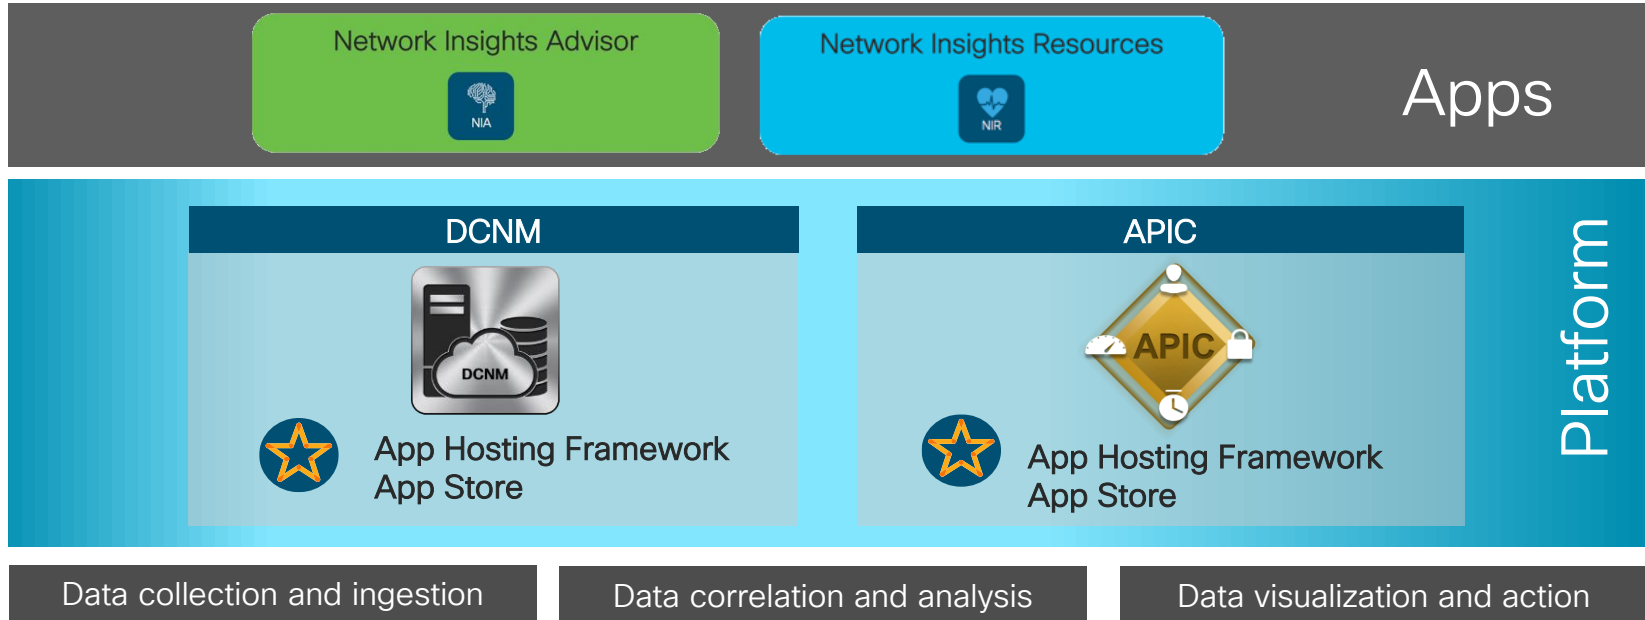 Network Insights Advisor
NIA
Network Insights Resources
NIR
Apps
DCNM
DCNM
App Hosting Framework
App Store
APIC
APIC
App Hosting Framework
App Store
Platform
Data collection and ingestion
Data correlation and analysis
Data visualization and action